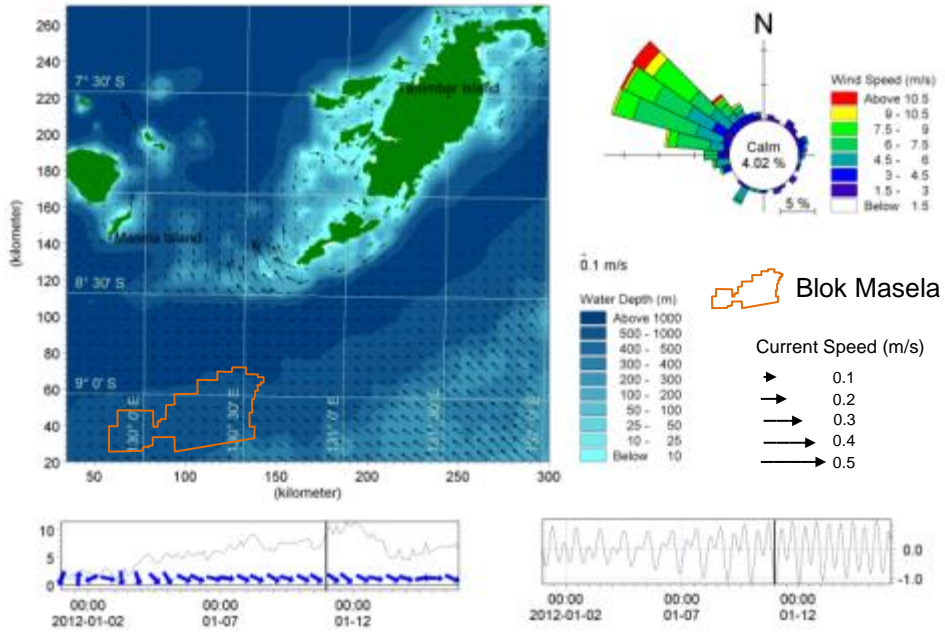 260
240
220
200
180
160
140
120
100
80
60
40
20
(kilometer)
7° 30' S
8° 30' S
9° 0' S
Tanimbar Island
Masela Island
130° 0' E
130° 30' E
131° 0' E
131° 30' E
50
100
150
200
250
300
(kilometer)
N
Calm
4.02 %
5 %
Wind Speed (m/s)
Above 10.5
9 - 10.5
7.5 - 9
6 - 7.5
4.5 - 6
3 - 4.5
1.5 - 3
Below 1.5
0.1 m/s
Water Depth (m)
Above 1000
500 - 1000
400 - 500
300 - 400
200 - 300
100 - 200
50 - 100
25 - 50
10 - 25
Below 10
Blok Masela
Current Speed (m/s)
0.1
0.2
0.3
0.4
0.5
10
5
0
00:00
2012-01-02
00:00
01-07
00:00
01-12
0.0
-1.0
00:00
2012-01-02
00:00
01-07
00:00
01-12